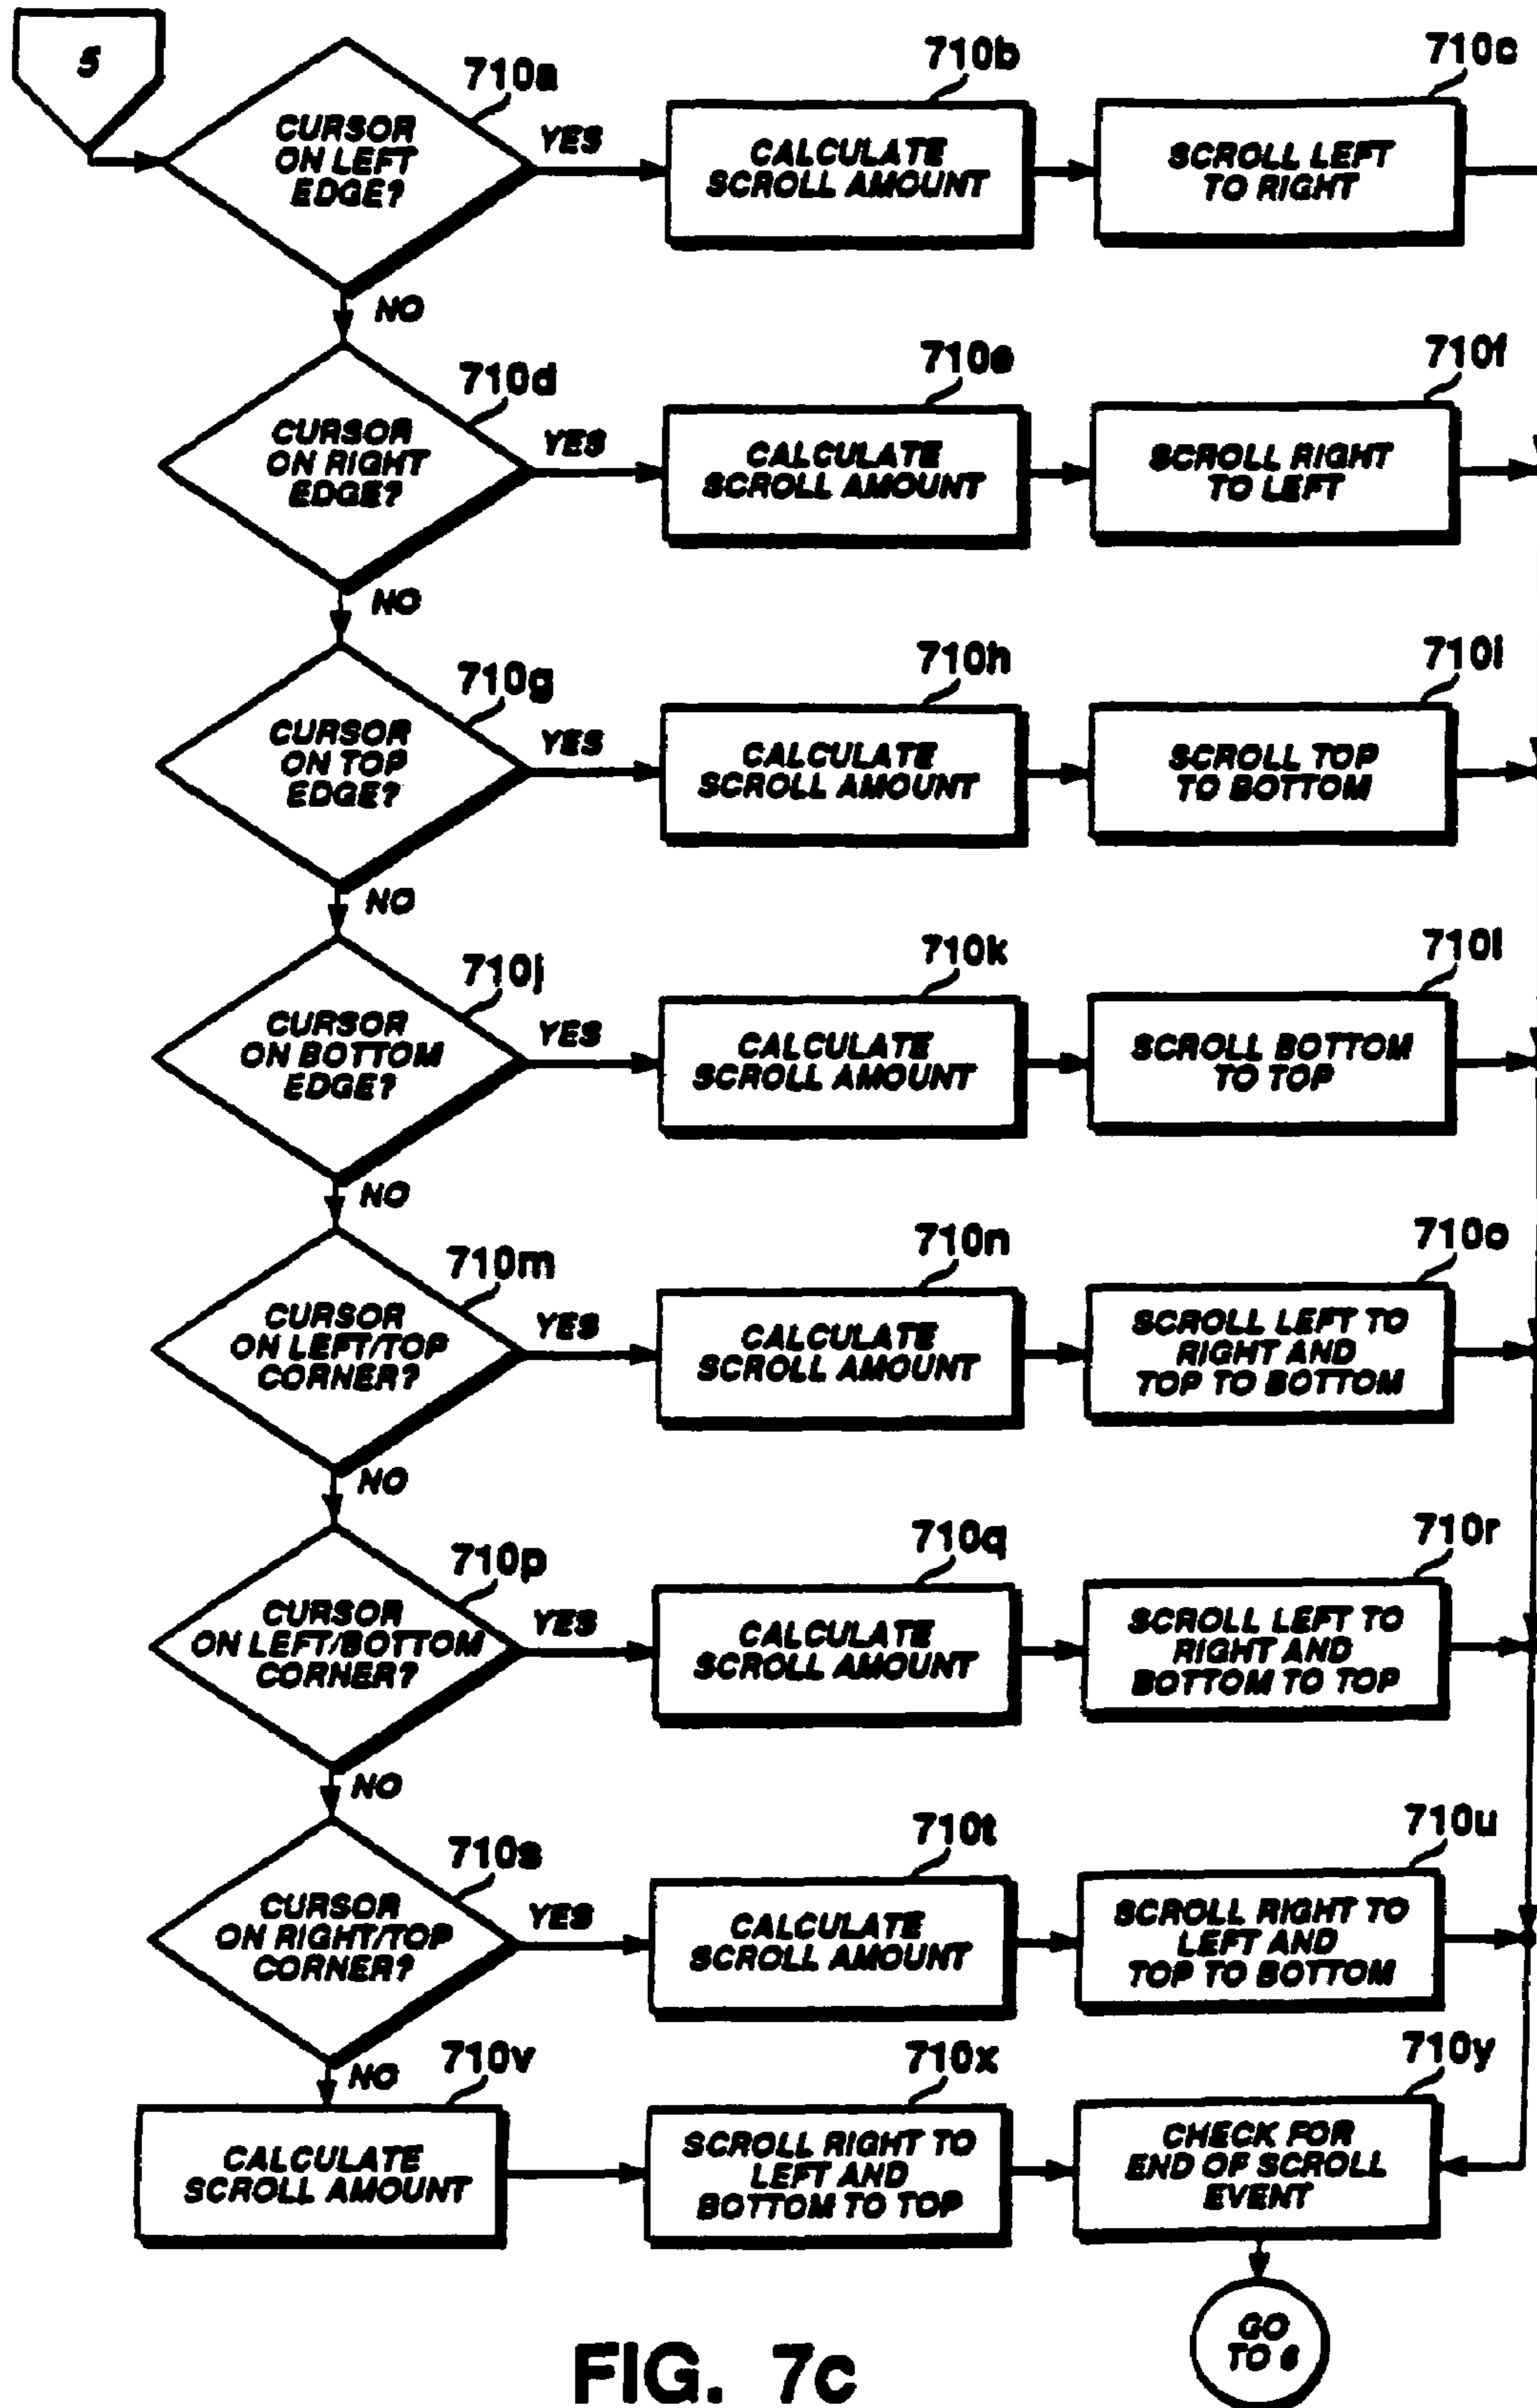 5
710a
710b
710c
CURSOR
ON LEFT
EDGE?
YES
CALCULATE
SCROLL AMOUNT
SCROLL LEFT
TO RIGHT
NO
710d
710e
710f
CURSOR
ON RIGHT
EDGE?
YES
CALCULATE
SCROLL AMOUNT
SCROLL RIGHT
TO LEFT
NO
710g
710h
710i
CURSOR
ON TOP
EDGE?
YES
CALCULATE
SCROLL AMOUNT
SCROLL TOP
TO BOTTOM
NO
710j
710k
710l
CURSOR
ON BOTTOM
EDGE?
YES
CALCULATE
SCROLL AMOUNT
SCROLL BOTTOM
TO TOP
NO
710m
710n
710o
CURSOR
ON LEFT/TOP
CORNER?
YES
CALCULATE
SCROLL AMOUNT
SCROLL LEFT TO
RIGHT AND
TOP TO BOTTOM
NO
710p
710q
710r
CURSOR
ON LEFT/BOTTOM
CORNER?
YES
CALCULATE
SCROLL AMOUNT
SCROLL LEFT TO
RIGHT AND
BOTTOM TO TOP
NO
710s
710t
710u
CURSOR
ON RIGHT/TOP
CORNER?
YES
CALCULATE
SCROLL AMOUNT
SCROLL RIGHT TO
LEFT AND
TOP TO BOTTOM
NO
710v
710x
710y
CALCULATE
SCROLL AMOUNT
SCROLL RIGHT TO
LEFT AND
BOTTOM TO TOP
CHECK FOR
END OF SCROLL
EVENT
GO
TO 6
FIG. 7c